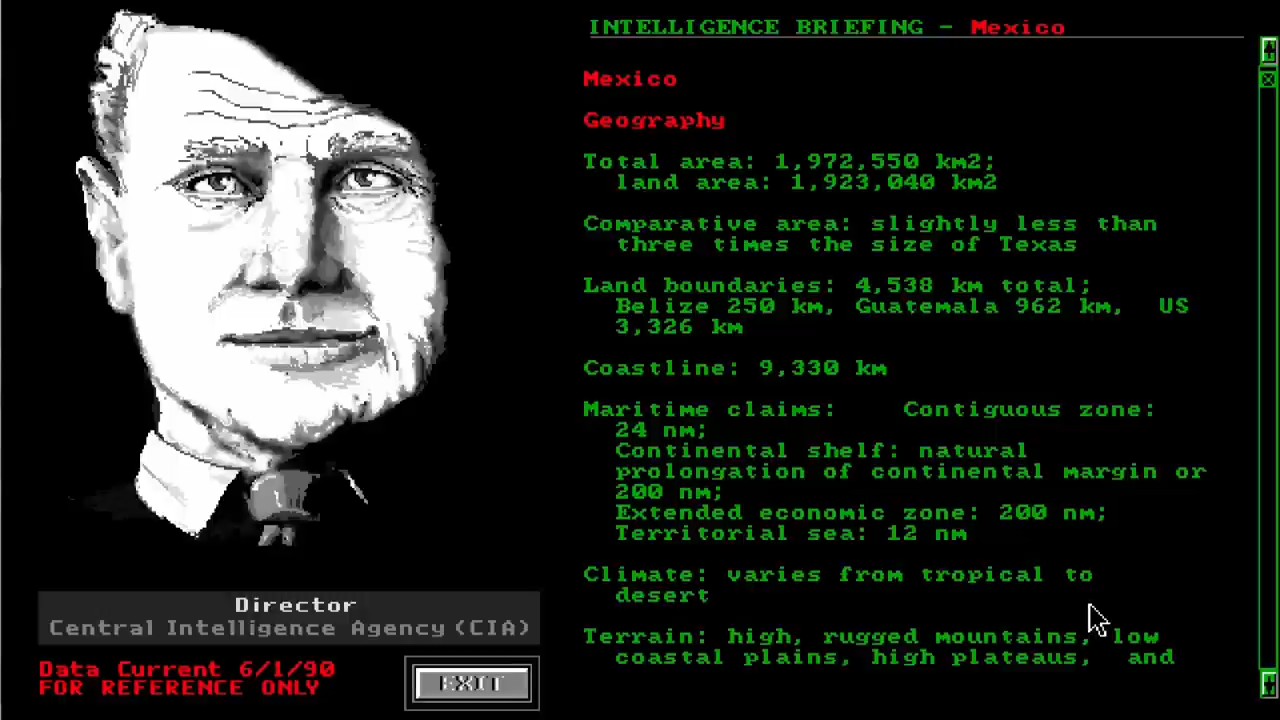 INTELLIGENCE BRIEFING - Mexico
Mexico
Geography
Total area: 1,972,550 km2;
land area: 1,923,040 km2
Comparative area: slightly less than
three times the size of Texas
Land boundaries: 4,538 km total;
Belize 250 km, Guatemala 962 km, US
3,326 km
Coastline: 9,330 km
Maritime claims: Contiguous zone:
24 nm;
Continental shelf: natural
prolongation of continental margin or
200 nm;
Extended economic zone: 200 nm;
Territorial sea: 12 nm
Climate: varies from tropical to
desert
Terrain: high, rugged mountains, low
coastal plains, high plateaus, and
Director
Central Intelligence Agency (CIA)
Data Current 6/1/90
FOR REFERENCE ONLY
EXIT